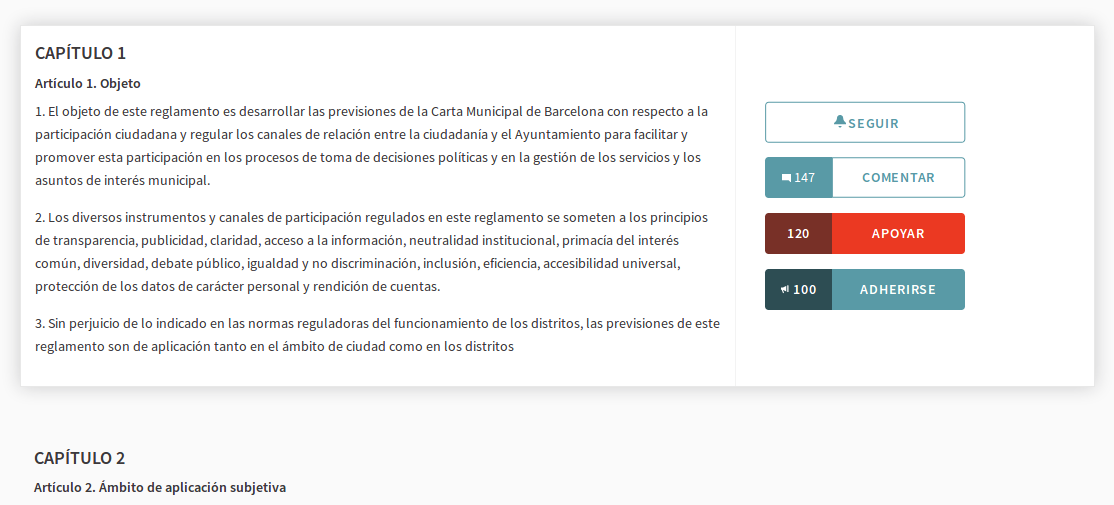 CAPÍTULO 1
Artículo 1. Objeto
1. El objeto de este reglamento es desarrollar las previsiones de la Carta Municipal de Barcelona con respecto a la
participación ciudadana y regular los canales de relación entre la ciudadanía y el Ayuntamiento para facilitar y
promover esta participación en los procesos de toma de decisiones políticas y en la gestión de los servicios y los
asuntos de interés municipal.
2. Los diversos instrumentos y canales de participación regulados en este reglamento se someten a los principios
de transparencia, publicidad, claridad, acceso a la información, neutralidad institucional, primacía del interés
común, diversidad, debate público, igualdad y no discriminación, inclusión, eficiencia, accesibilidad universal,
protección de los datos de carácter personal y rendición de cuentas.
3. Sin perjuicio de lo indicado en las normas reguladoras del funcionamiento de los distritos, las previsiones de este
reglamento son de aplicación tanto en el ámbito de ciudad como en los distritos
SEGUIR
147 COMENTAR
120 APOYAR
100 ADHERIRSE
CAPÍTULO 2
Artículo 2. Ámbito de aplicación subjetiva